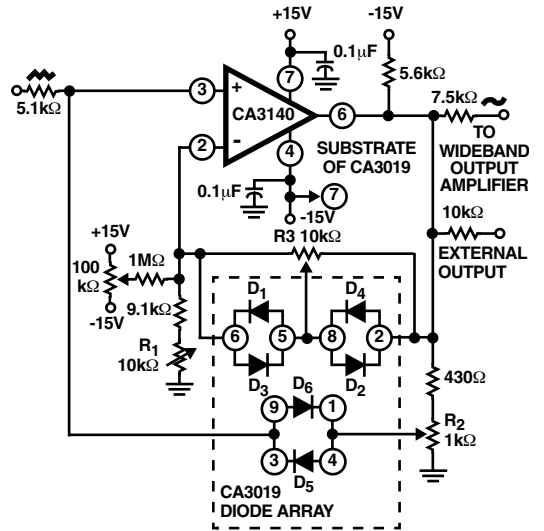 +15V
-15V
0.1μF
5.6kΩ
7
5.1kΩ
3
+
CA3140
6
7.5kΩ
TO
WIDEBAND
OUTPUT
AMPLIFIER
2
-
4
SUBSTRATE
OF CA3019
0.1μF
7
-15V
10kΩ
EXTERNAL
OUTPUT
+15V
100
kΩ
-15V
1MΩ
R3 10kΩ
9.1kΩ
R1
10kΩ
D1
D4
6
5
8
2
D3
D2
D6
9
1
3
4
D5
430Ω
R2
1kΩ
CA3019
DIODE ARRAY